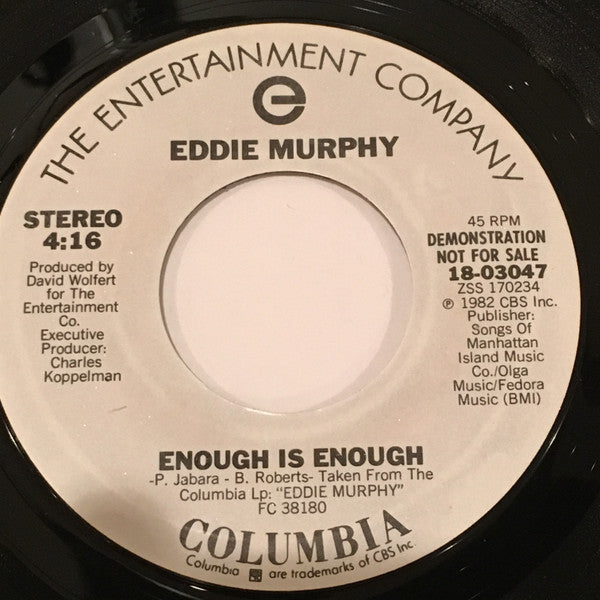 THE ENTERTAINMENT COMPANY
e
EDDIE MURPHY
STEREO
4:16
Produced by
David Wolfert
for The
Entertainment
Co.
Executive
Producer:
Charles
Koppelman
45 RPM
DEMONSTRATION
NOT FOR SALE
18-03047
ZSS 170234
℗ 1982 CBS Inc.
Publisher:
Songs Of
Manhattan
Island Music
Co./Olga
Music/Fedora
Music (BMI)
ENOUGH IS ENOUGH
-P. Jabara - B. Roberts- Taken From The
Columbia Lp: "EDDIE MURPHY"
FC 38180
COLUMBIA
Columbia are trademarks of CBS Inc.